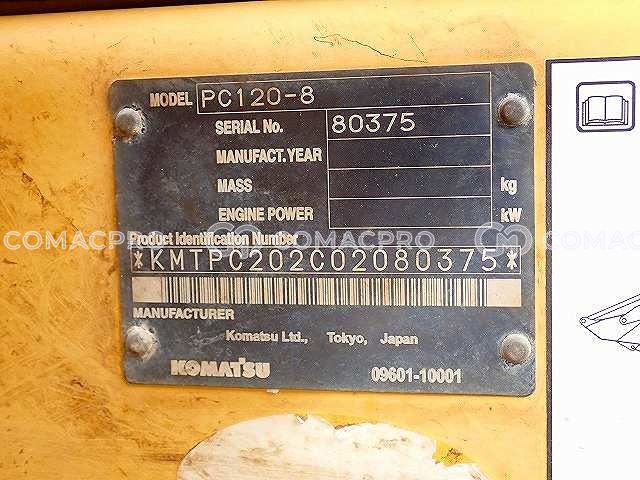 MODEL PC120-8
SERIAL No. 80375
MANUFACT.YEAR
MASS kg
ENGINE POWER kW
COMACPRO COMACPRO COMACPRO
Product Identification Number
*KMTPC202C02080375*
MANUFACTURER
Komatsu Ltd., Tokyo, Japan
KOMATSU 09601-10001